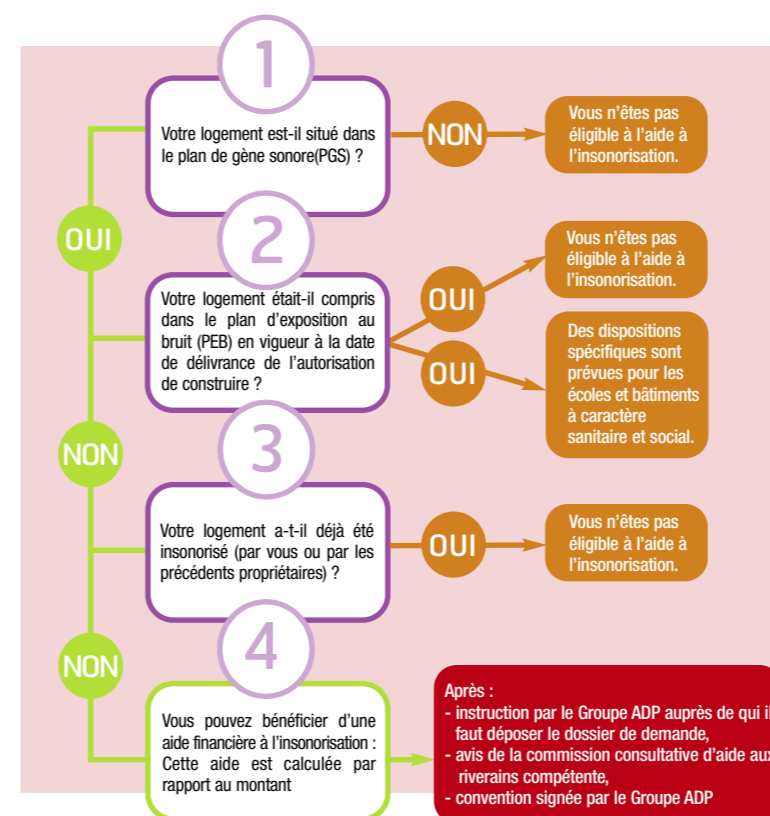 1
Votre logement est-il situé dans
le plan de gène sonore(PGS) ?
NON
Vous n'êtes pas
éligible à l'aide à
l'insonorisation.
OUI
2
Votre logement était-il compris
dans le plan d'exposition au
bruit (PEB) en vigueur à la date
de délivrance de l'autorisation
de construire ?
OUI
Vous n'êtes pas
éligible à l'aide à
l'insonorisation.
OUI
Des dispositions
spécifiques sont
prévues pour les
écoles et bâtiments
à caractère
sanitaire et social.
NON
3
Votre logement a-t-il déjà été
insonorisé (par vous ou par les
précédents propriétaires) ?
OUI
Vous n'êtes pas
éligible à l'aide à
l'insonorisation.
NON
4
Vous pouvez bénéficier d'une
aide financière à l'insonorisation :
Cette aide est calculée par
rapport au montant
Après :
- instruction par le Groupe ADP auprès de qui il
faut déposer le dossier de demande,
- avis de la commission consultative d'aide aux
riverains compétente,
- convention signée par le Groupe ADP